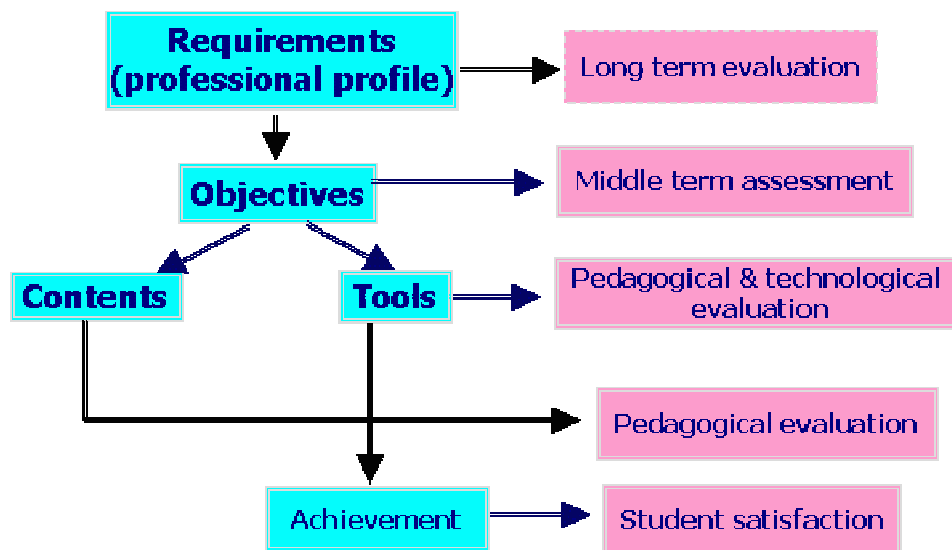 Requirements
(professional profile)
Long term evaluation
Objectives
Middle term assessment
Contents
Tools
Pedagogical & technological
evaluation
Pedagogical evaluation
Achievement
Student satisfaction